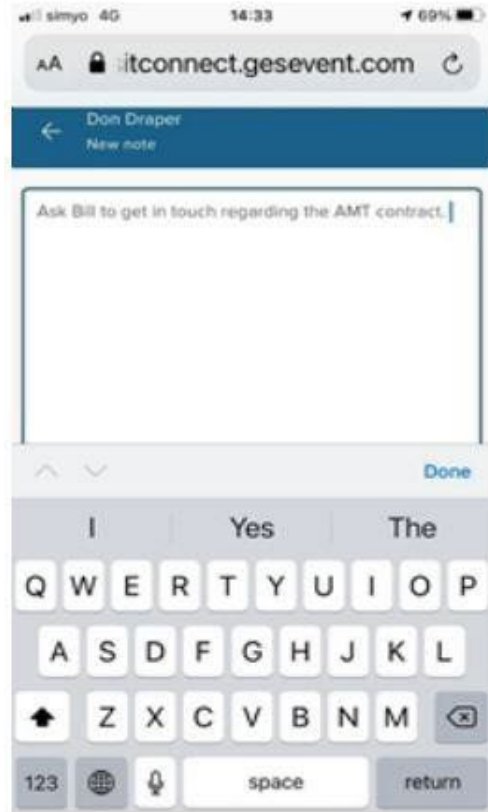 simyo 4G 14:33 69%
AA itconnect.gesevent.com
Don Draper
New note
Ask Bill to get in touch regarding the AMT contract.
Done
I Yes The
Q W E R T Y U I O P
A S D F G H J K L
Z X C V B N M
123 space return